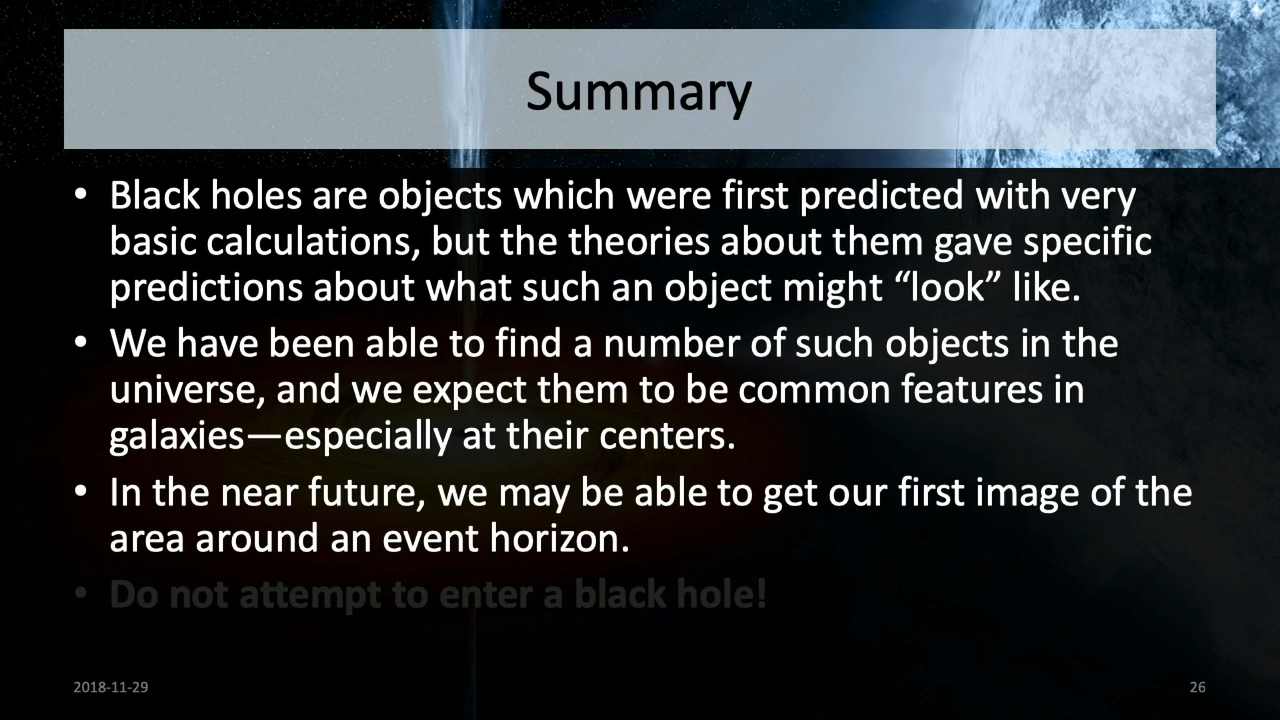 Summary
• Black holes are objects which were first predicted with very
basic calculations, but the theories about them gave specific
predictions about what such an object might “look” like.
• We have been able to find a number of such objects in the
universe, and we expect them to be common features in
galaxies—especially at their centers.
• In the near future, we may be able to get our first image of the
area around an event horizon.
• Do not attempt to enter a black hole!
2018-11-29
26